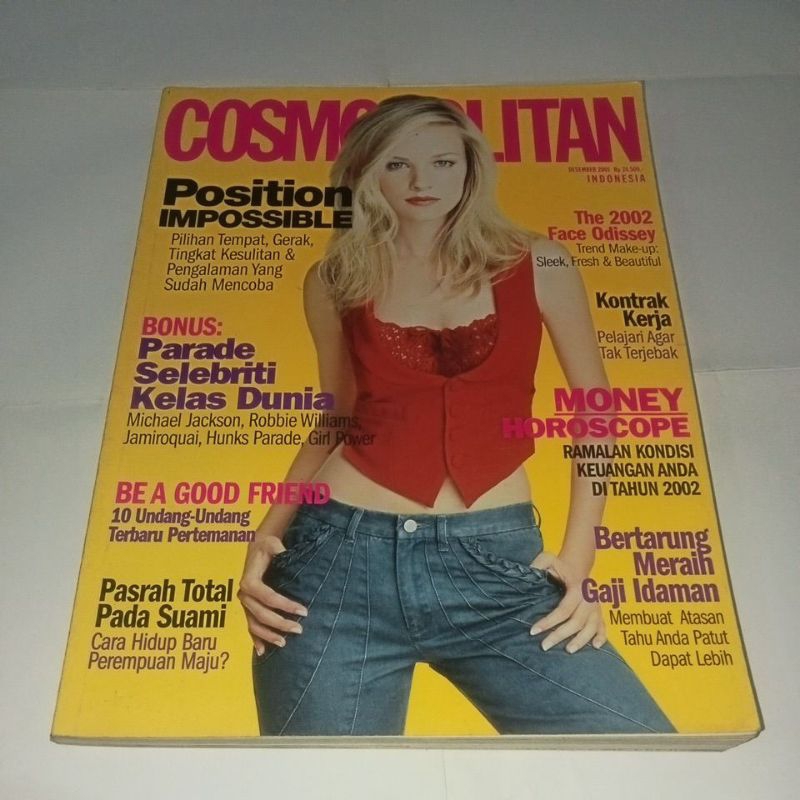 COSMOPOLITAN
DESEMBER 2001 Rp 24.500,-
INDONESIA
Position
IMPOSSIBLE
Pilihan Tempat, Gerak,
Tingkat Kesulitan &
Pengalaman Yang
Sudah Mencoba
The 2002
Face Odissey
Trend Make-up:
Sleek, Fresh & Beautiful
Kontrak
Kerja
Pelajari Agar
Tak Terjebak
BONUS:
Parade
Selebriti
Kelas Dunia
Michael Jackson, Robbie Williams,
Jamiroquai, Hunks Parade, Girl Power
MONEY
HOROSCOPE
RAMALAN KONDISI
KEUANGAN ANDA
DI TAHUN 2002
BE A GOOD FRIEND
10 Undang-Undang
Terbaru Pertemanan
Bertarung
Meraih
Gaji Idaman
Membuat Atasan
Tahu Anda Patut
Dapat Lebih
Pasrah Total
Pada Suami
Cara Hidup Baru
Perempuan Maju?